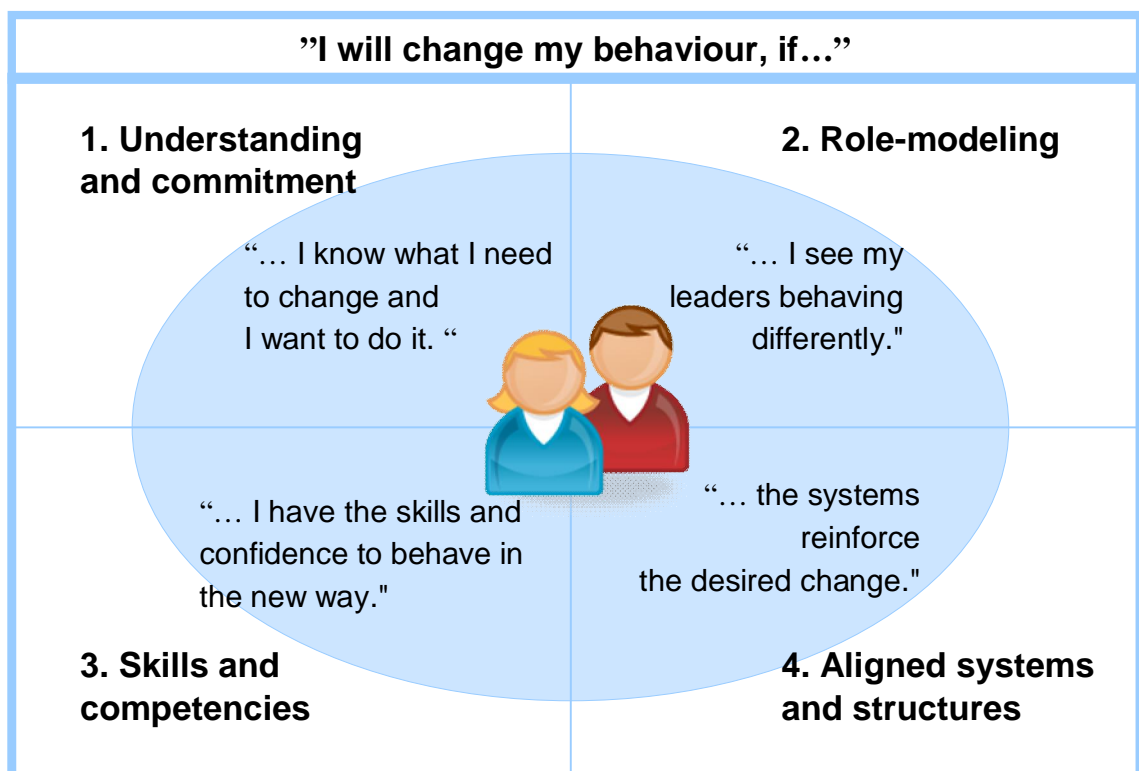 ”I will change my behaviour, if…”
1. Understanding
and commitment
2. Role-modeling
“… I know what I need
to change and
I want to do it. “
“… I see my
leaders behaving
differently."
“… I have the skills and
confidence to behave in
the new way."
“… the systems
reinforce
the desired change."
3. Skills and
competencies
4. Aligned systems
and structures